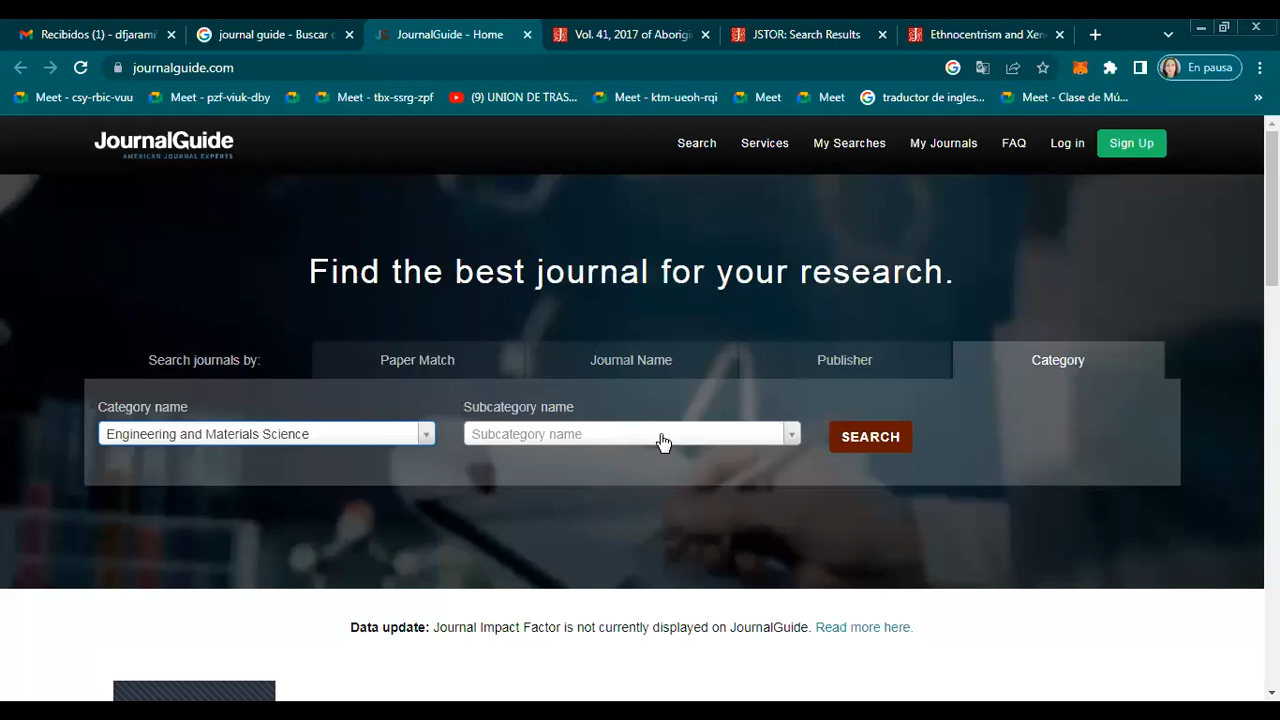 Recibidos (1) - dfjarami
journal guide - Buscar c
JournalGuide - Home
Vol. 41, 2017 of Aborigi
JSTOR: Search Results
Ethnocentrism and Xen
journalguide.com
En pausa
Meet - csy-rbic-vuu
Meet - pzf-viuk-dby
Meet - tbx-ssrg-pzf
(9) UNION DE TRAS...
Meet - ktm-ueoh-rqi
Meet
Meet
traductor de ingles...
Meet - Clase de Mú...
JournalGuide
AMERICAN JOURNAL EXPERTS
Search
Services
My Searches
My Journals
FAQ
Log in
Sign Up
Find the best journal for your research.
Search journals by:
Paper Match
Journal Name
Publisher
Category
Category name
Subcategory name
Engineering and Materials Science
Subcategory name
SEARCH
Data update: Journal Impact Factor is not currently displayed on JournalGuide. Read more here.